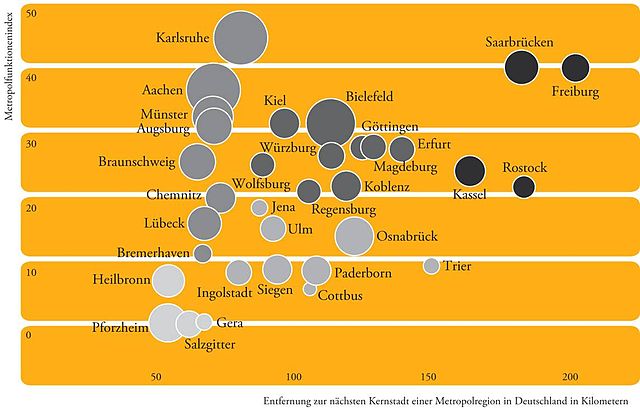 Metropolfunktionenindex
50
Karlsruhe
Saarbrücken
40
Aachen
Freiburg
Kiel
Bielefeld
Münster
Augsburg
Göttingen
30
Würzburg
Erfurt
Braunschweig
Magdeburg
Rostock
Wolfsburg
Koblenz
Kassel
Chemnitz
20
Jena
Regensburg
Lübeck
Ulm
Osnabrück
Bremerhaven
10
Trier
Heilbronn
Paderborn
Ingolstadt
Siegen
Cottbus
Pforzheim
Gera
0
Salzgitter
50
100
150
200
Entfernung zur nächsten Kernstadt einer Metropolregion in Deutschland in Kilometern